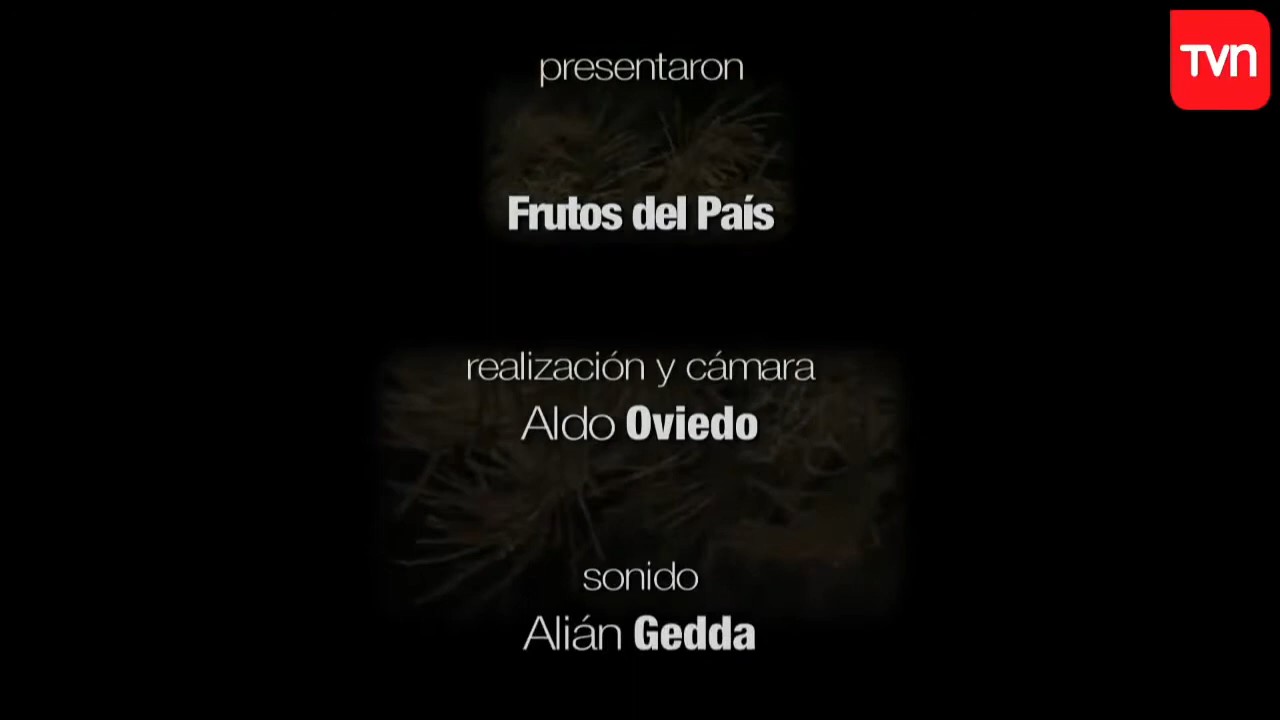 TVN
presentaron
Frutos del País
realización y cámara
Aldo Oviedo
sonido
Alián Gedda